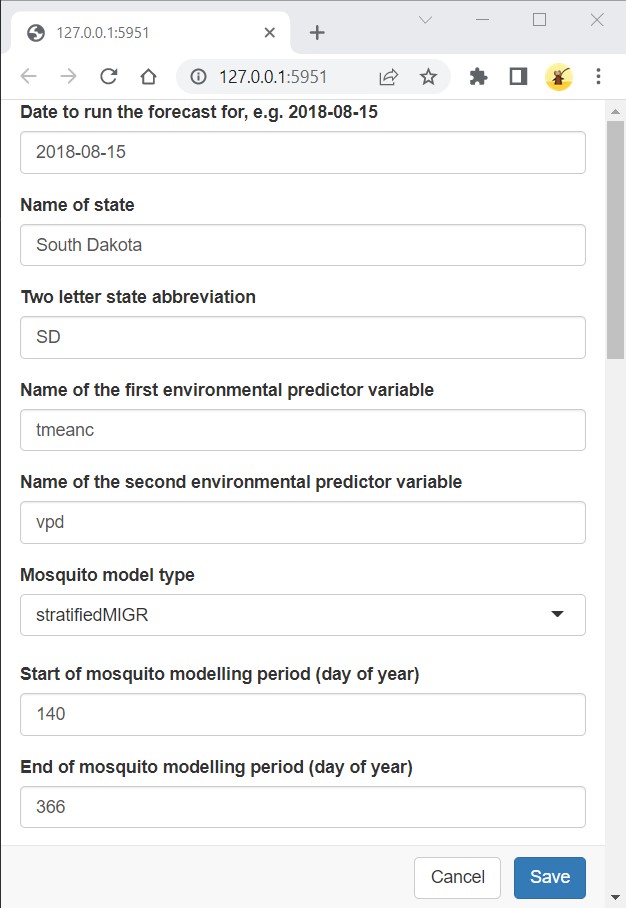 127.0.0.1:5951
127.0.0.1:5951
Date to run the forecast for, e.g. 2018-08-15
2018-08-15
Name of state
South Dakota
Two letter state abbreviation
SD
Name of the first environmental predictor variable
tmeanc
Name of the second environmental predictor variable
vpd
Mosquito model type
stratifiedMIGR
Start of mosquito modelling period (day of year)
140
End of mosquito modelling period (day of year)
366
Cancel Save